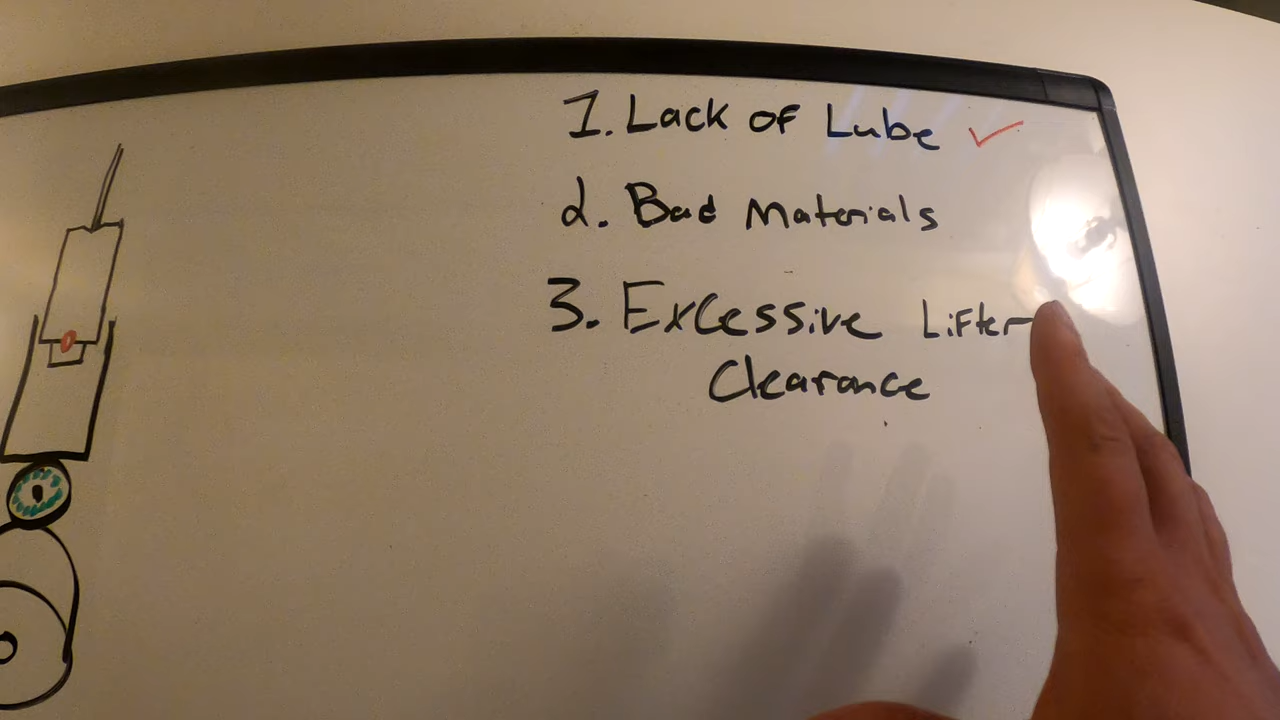 1. Lack of Lube ✓
2. Bad Materials
3. Excessive Lifter
Clearance